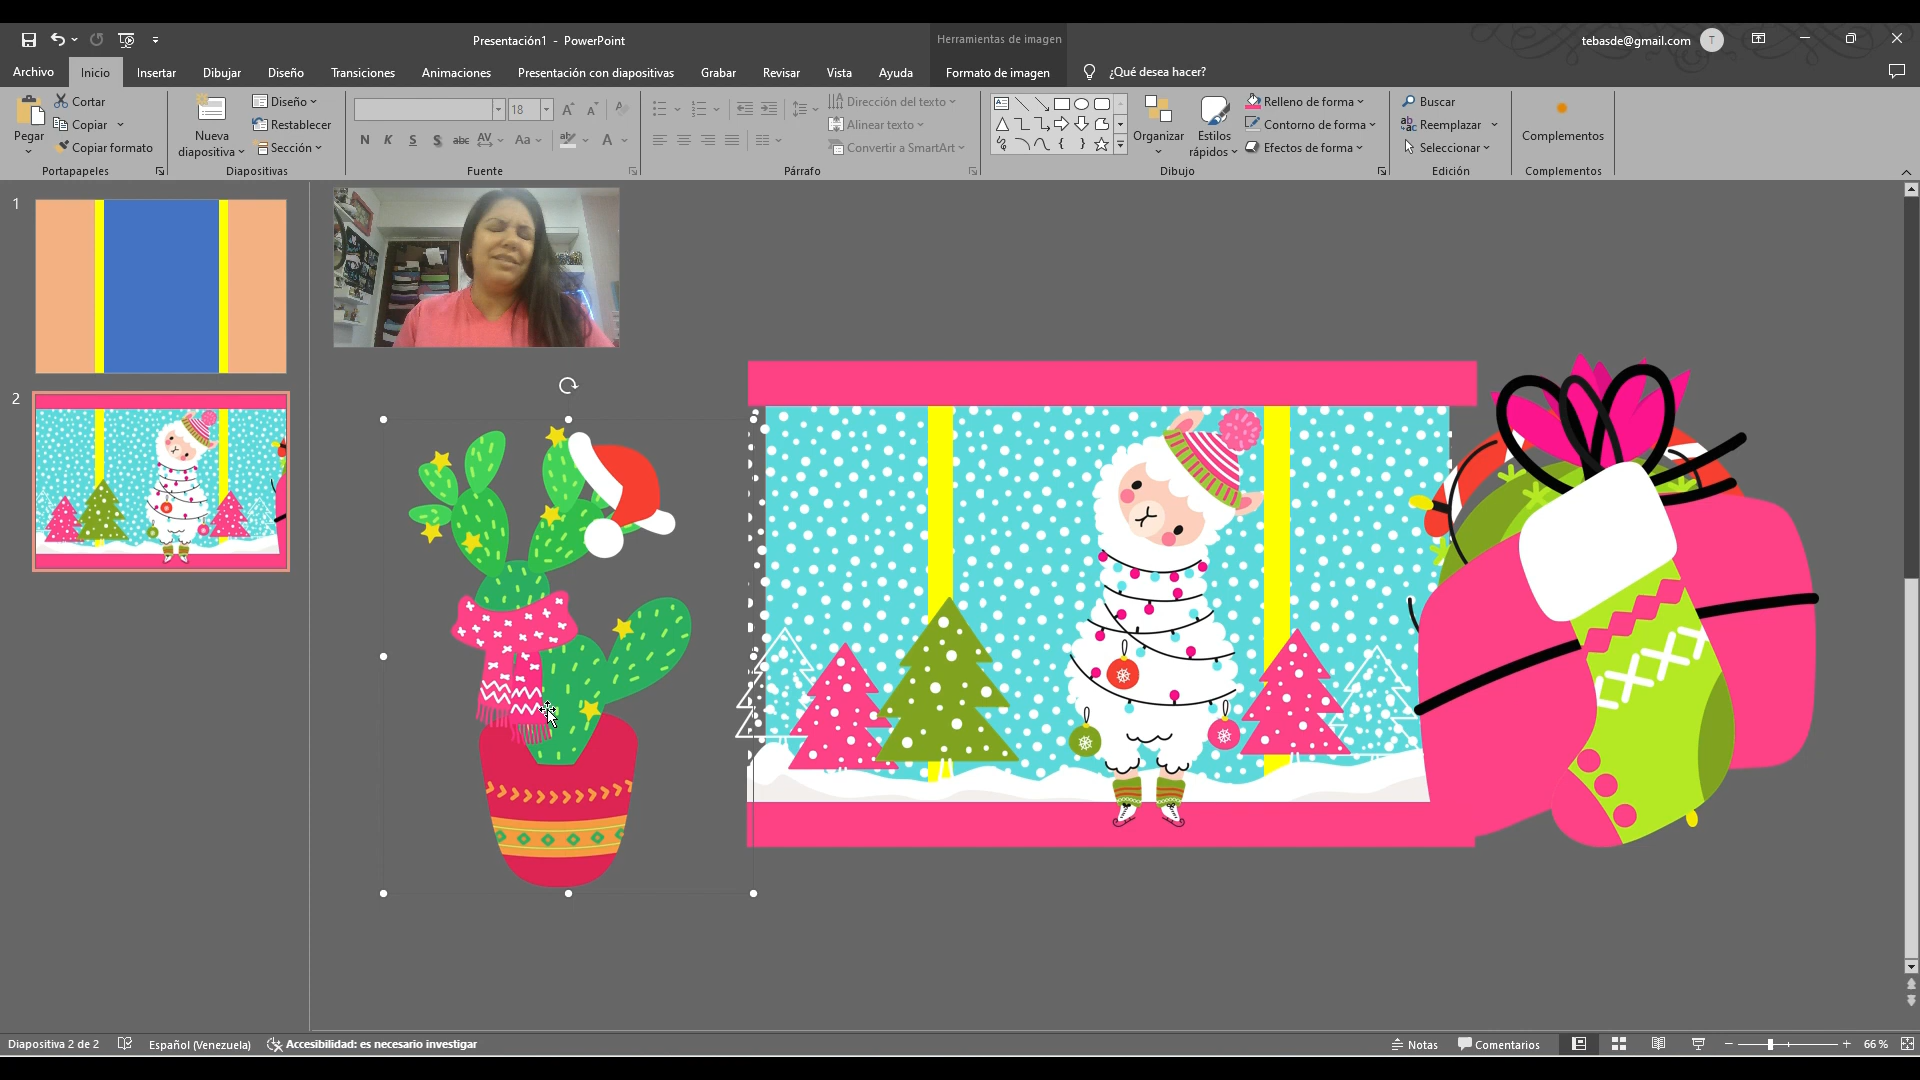 Presentación1 - PowerPoint
Herramientas de imagen
tebasde@gmail.com
T
Archivo
Inicio
Insertar
Dibujar
Diseño
Transiciones
Animaciones
Presentación con diapositivas
Grabar
Revisar
Vista
Ayuda
Formato de imagen
¿Qué desea hacer?
Pegar
Cortar
Copiar
Copiar formato
Portapapeles
Nueva
diapositiva
Diseño
Restablecer
Sección
Diapositivas
18
N K S S abc AV Aa A
Fuente
Dirección del texto
Alinear texto
Convertir a SmartArt
Párrafo
Organizar
Estilos
rápidos
Relleno de forma
Contorno de forma
Efectos de forma
Dibujo
Buscar
Reemplazar
Seleccionar
Edición
Complementos
Complementos
1
2
Diapositiva 2 de 2
Español (Venezuela)
Accesibilidad: es necesario investigar
Notas
Comentarios
66 %